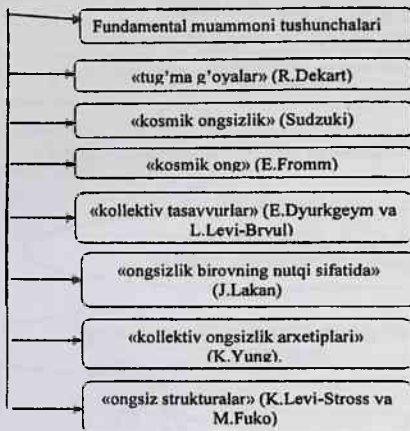 Fundamental muammoni tushunchalari
«tug'ma g'oyalar» (R.Dekart)
«kosmik ongsizlik» (Sudzuki)
«kosmik ong» (E.Fromm)
«kollektiv tasavvurlar» (E.Dyurkgeym va
L.Levi-Bryul)
«ongsizlik birovning nutqi sifatida»
(J.Lakan)
«kollektiv ongsizlik arxetiplari»
(K.Yung).
«ongsiz strukturalar» (K.Levi-Stross va
M.Fuko)